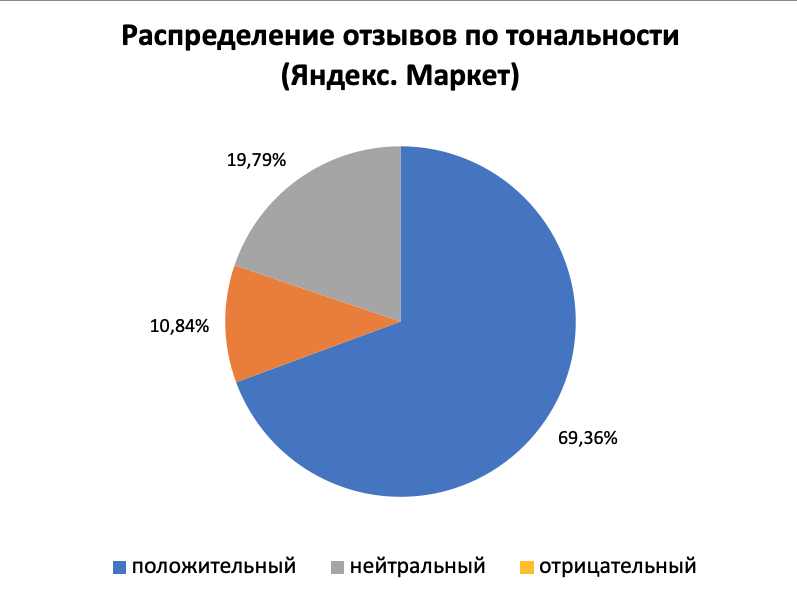 Распределение отзывов по тональности
(Яндекс. Маркет)
19,79%
10,84%
69,36%
положительный нейтральный отрицательный